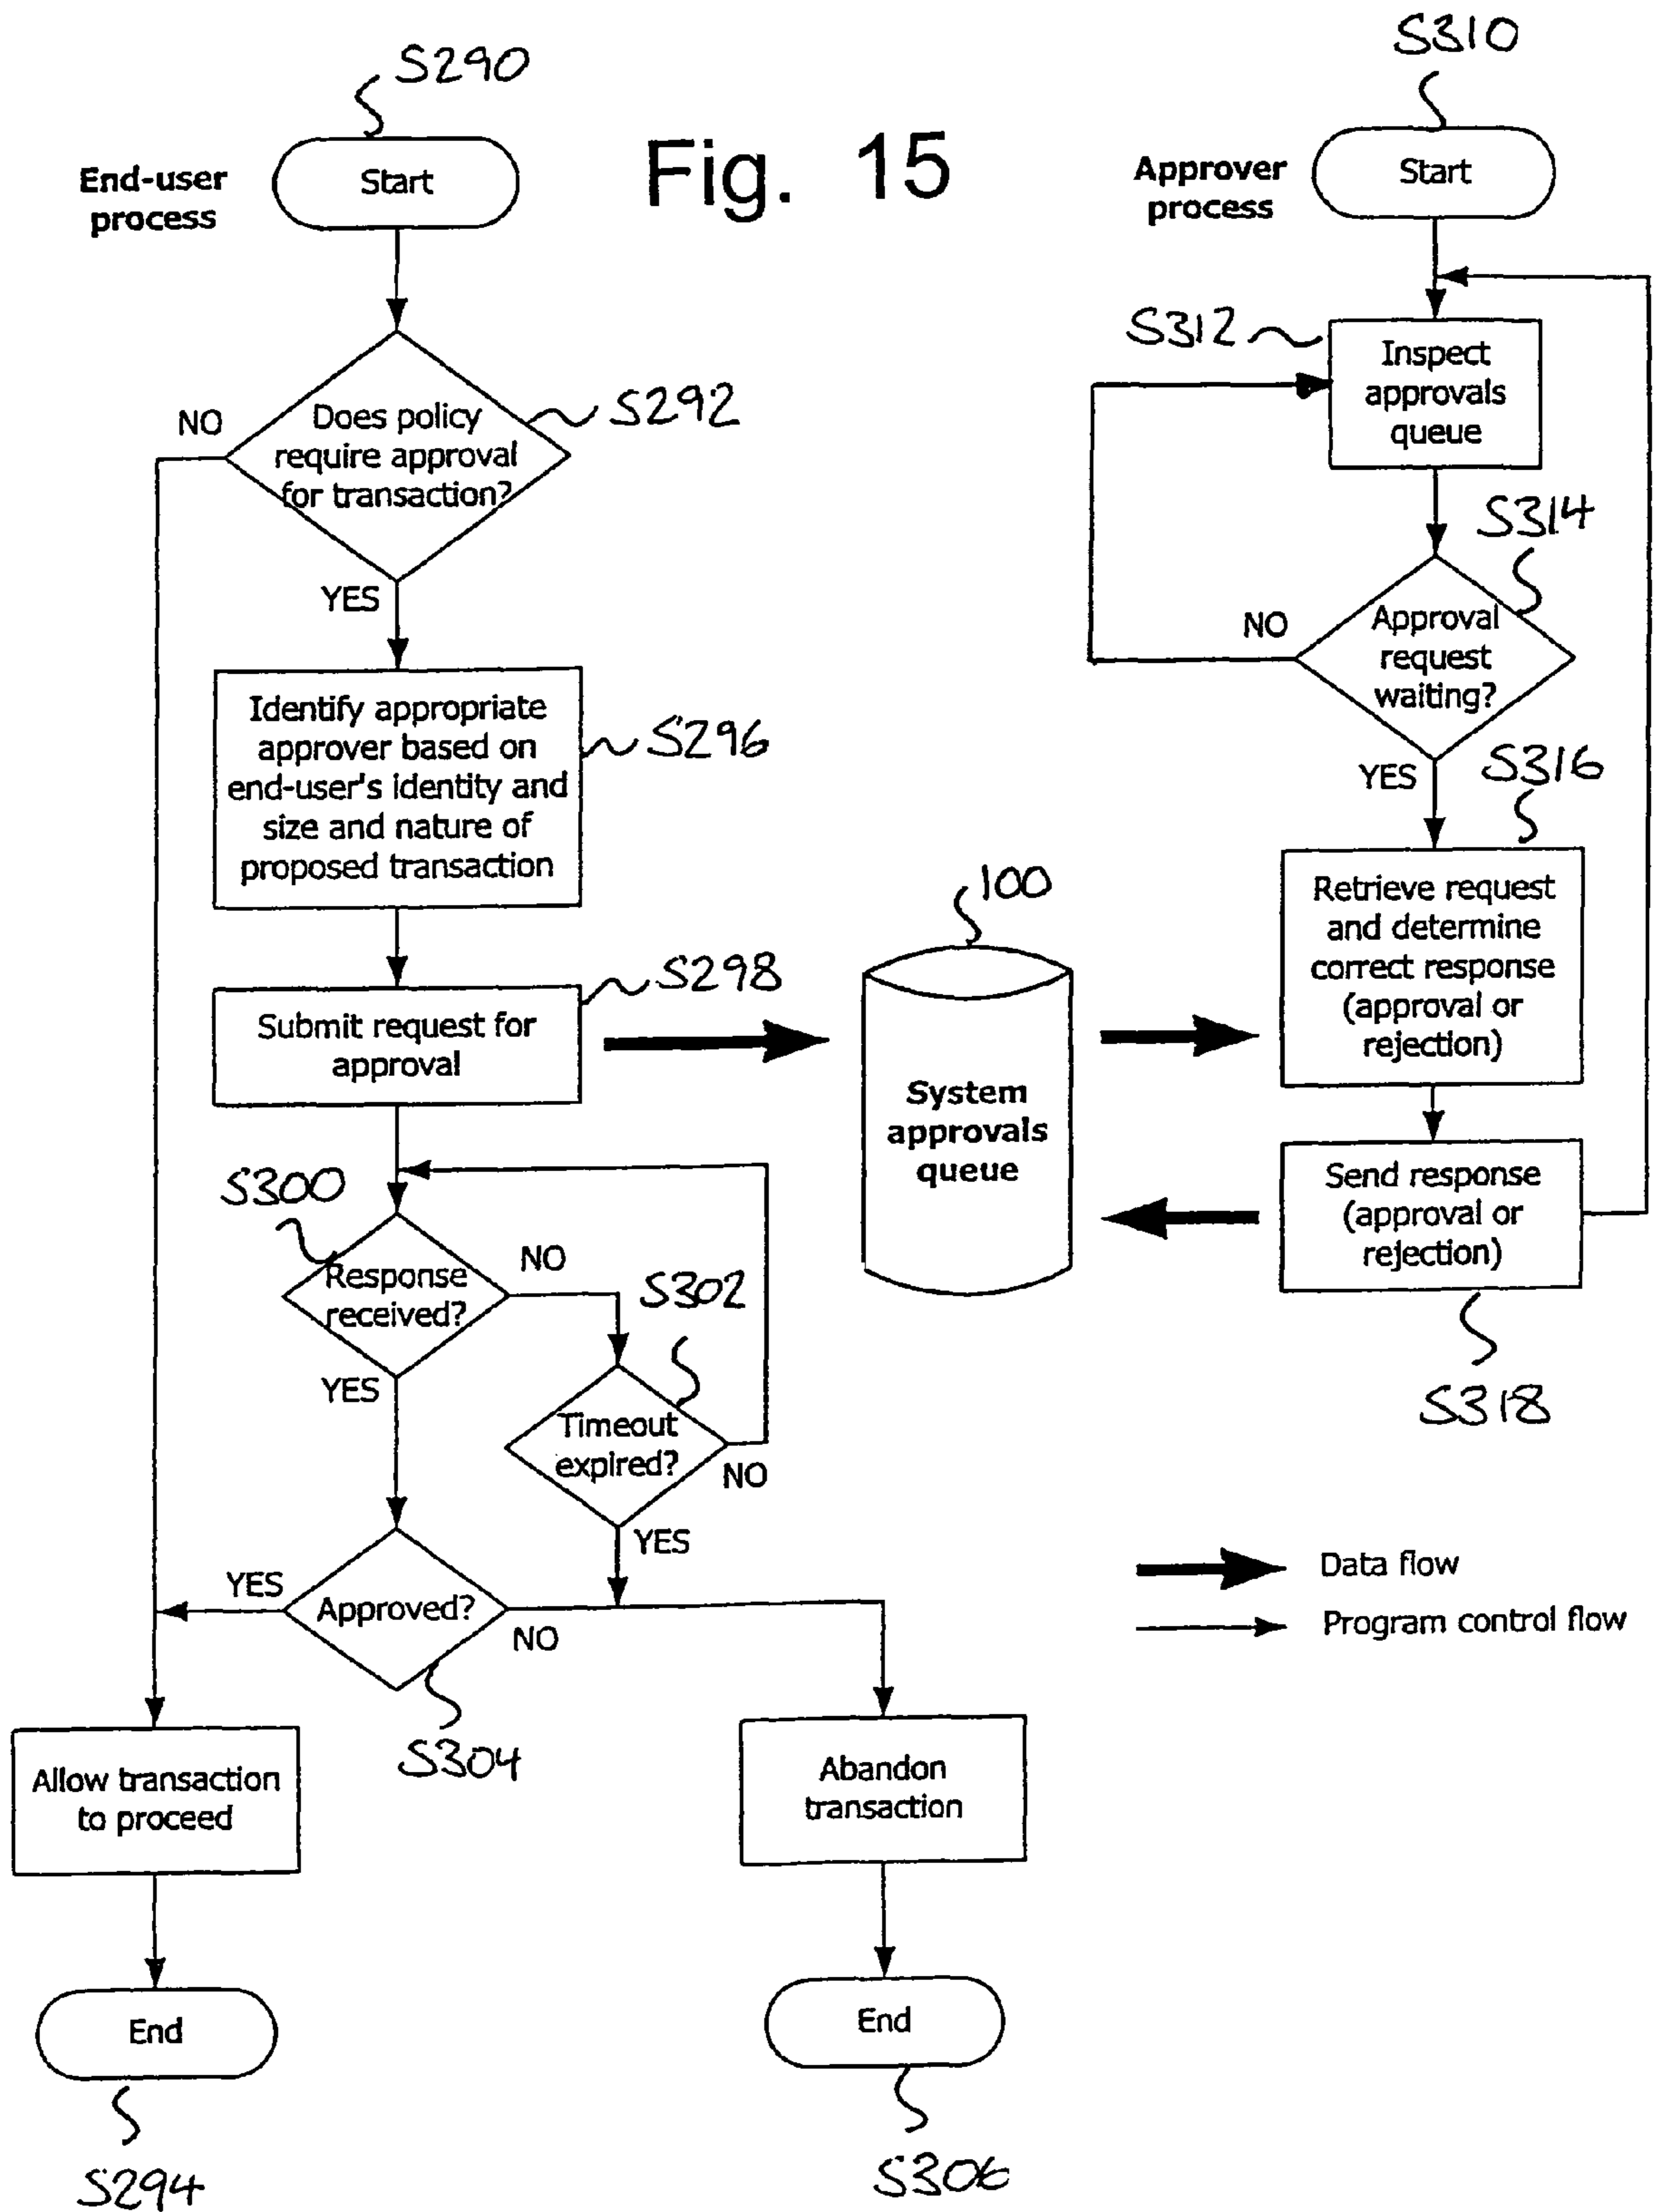 Fig. 15
S290
End-user
process
Start
S292
Does policy
require approval
for transaction?
NO
YES
Identify appropriate
approver based on
end-user's identity and
size and nature of
proposed transaction
S296
S298
Submit request for
approval
S300
Response
received?
NO
YES
S302
Timeout
expired?
NO
YES
Approved?
YES
NO
S304
Allow transaction
to proceed
Abandon
transaction
End
End
S294
S306
100
System
approvals
queue
S310
Approver
process
Start
S312
Inspect
approvals
queue
S314
Approval
request
waiting?
NO
YES
S316
Retrieve request
and determine
correct response
(approval or
rejection)
Send response
(approval or
rejection)
S318
Data flow
Program control flow